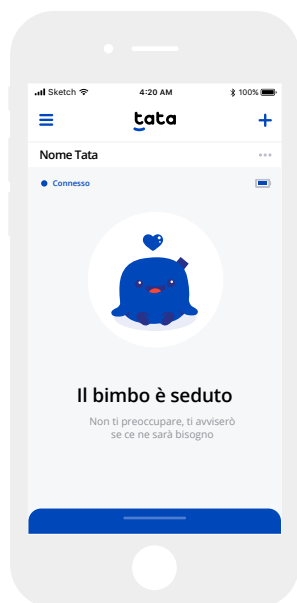 Sketch 4:20 AM 100%
tata
Nome Tata
Connesso
Il bimbo è seduto
Non ti preoccupare, ti avviserò
se ce ne sarà bisogno